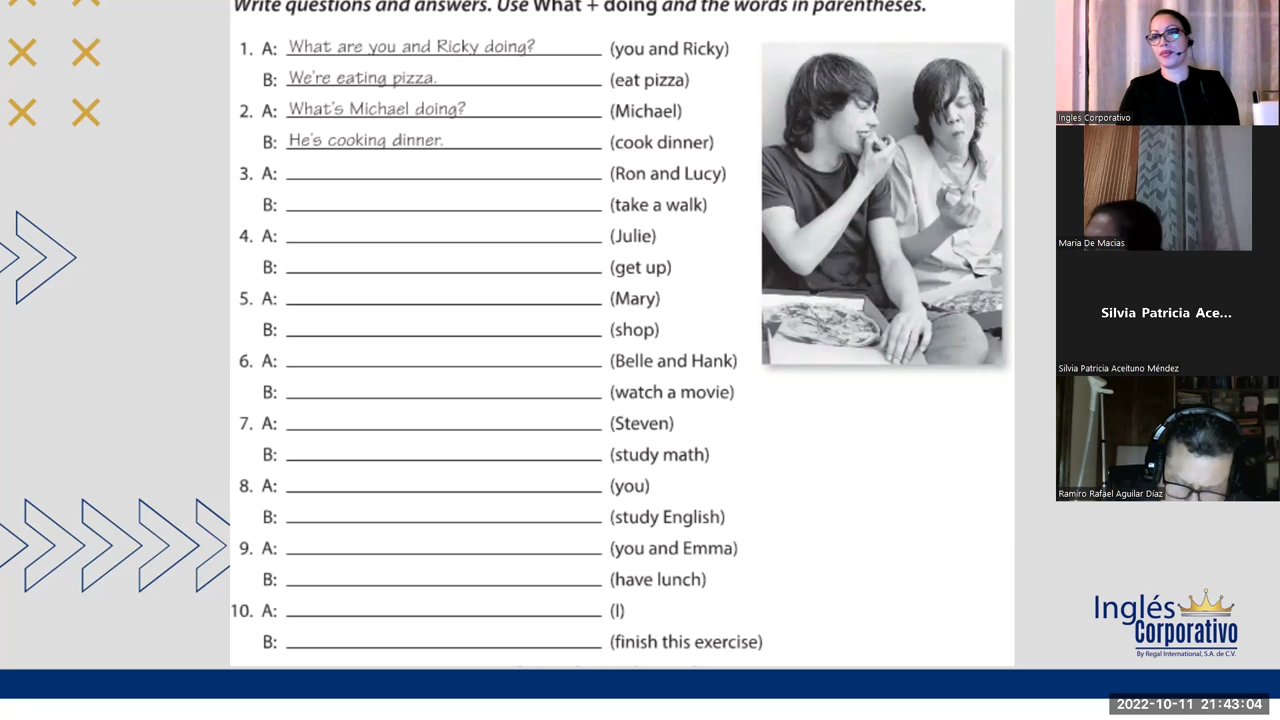 Write questions and answers. Use What + doing and the words in parentheses.
1. A: What are you and Ricky doing? (you and Ricky)
B: We're eating pizza. (eat pizza)
2. A: What's Michael doing? (Michael)
B: He's cooking dinner. (cook dinner)
3. A: (Ron and Lucy)
B: (take a walk)
4. A: (Julie)
B: (get up)
5. A: (Mary)
B: (shop)
6. A: (Belle and Hank)
B: (watch a movie)
7. A: (Steven)
B: (study math)
8. A: (you)
B: (study English)
9. A: (you and Emma)
B: (have lunch)
10. A: (I)
B: (finish this exercise)
Ingles Corporativo
Maria De Macias
Silvia Patricia Ace...
Silvia Patricia Aceituno Méndez
Ramiro Rafael Aguilar Díaz
Inglés
Corporativo
By Regal International, S.A. de C.V.
2022-10-11 21:43:04